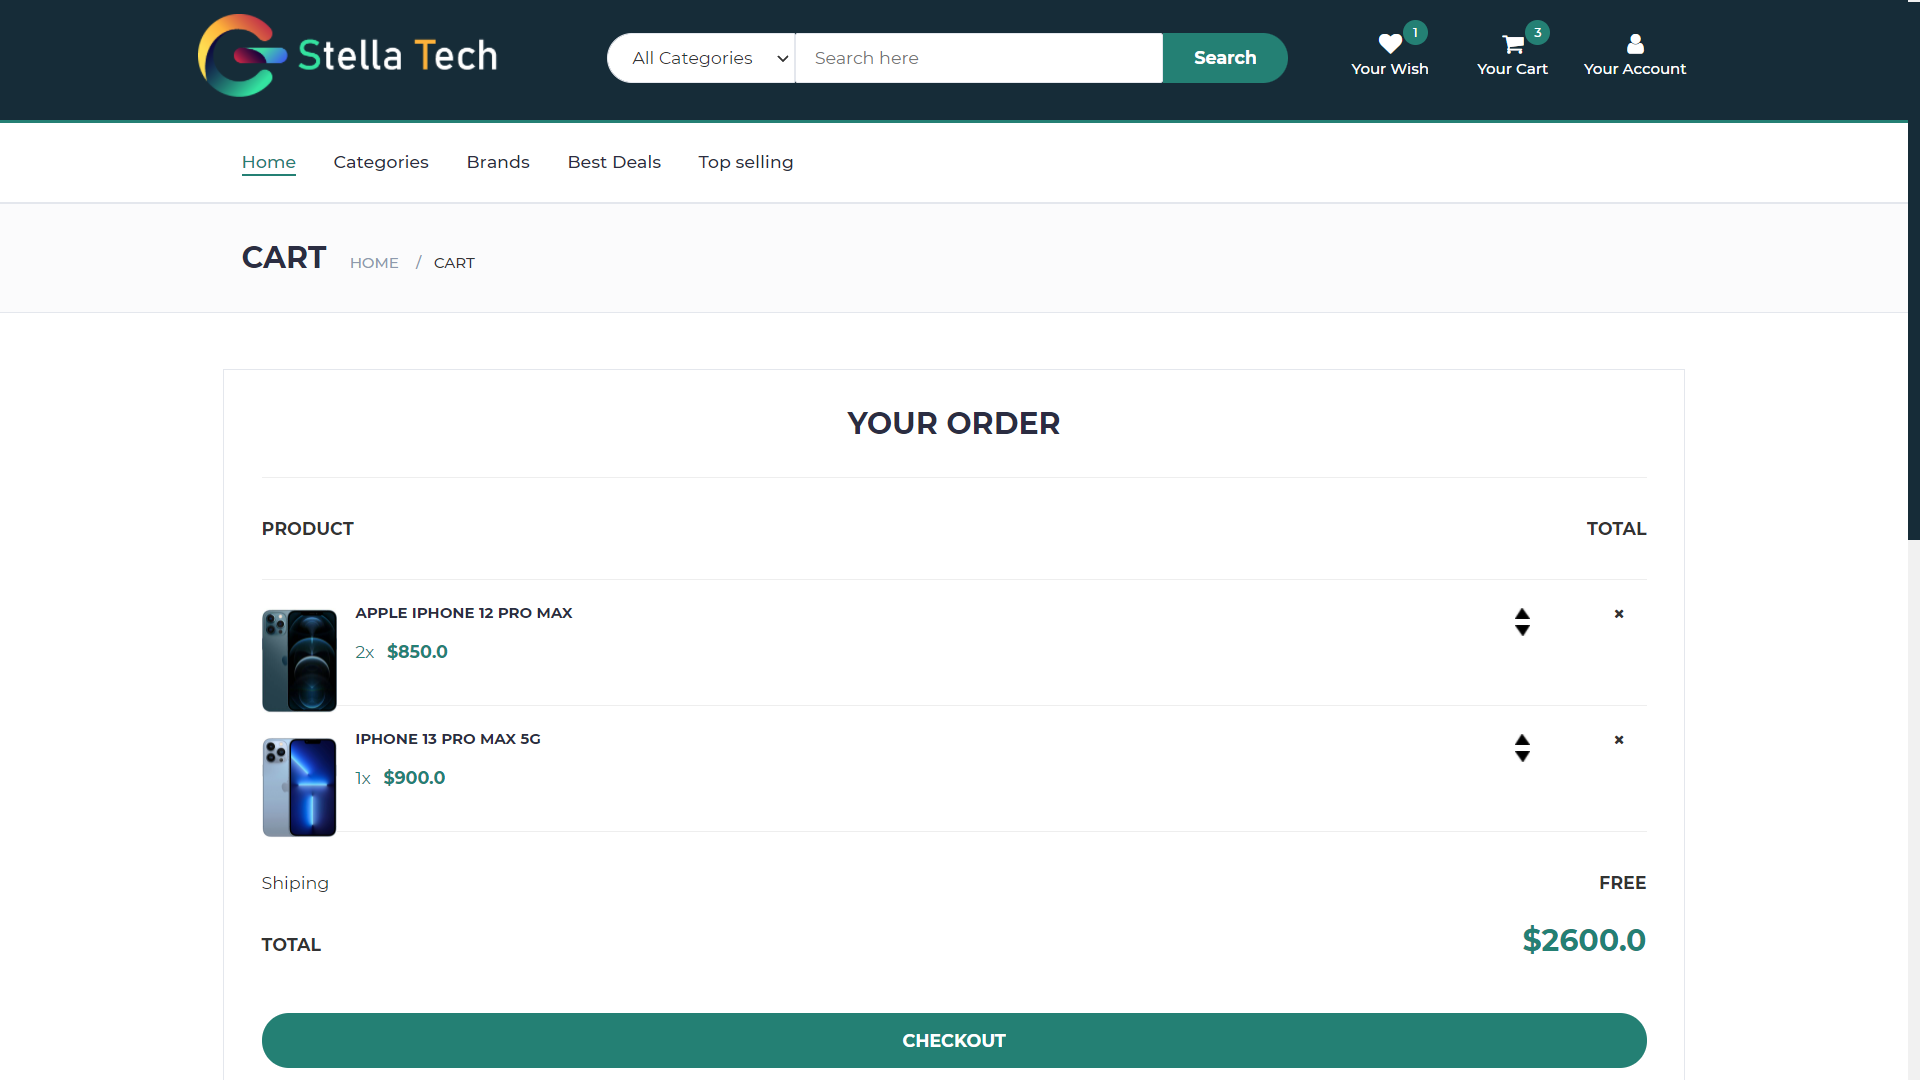 Stella Tech
All Categories
Search here
Search
1
Your Wish
3
Your Cart
Your Account
Home Categories Brands Best Deals Top selling
CART HOME / CART
YOUR ORDER
PRODUCT TOTAL
APPLE IPHONE 12 PRO MAX ×
2x $850.0
IPHONE 13 PRO MAX 5G ×
1x $900.0
Shiping FREE
TOTAL $2600.0
CHECKOUT